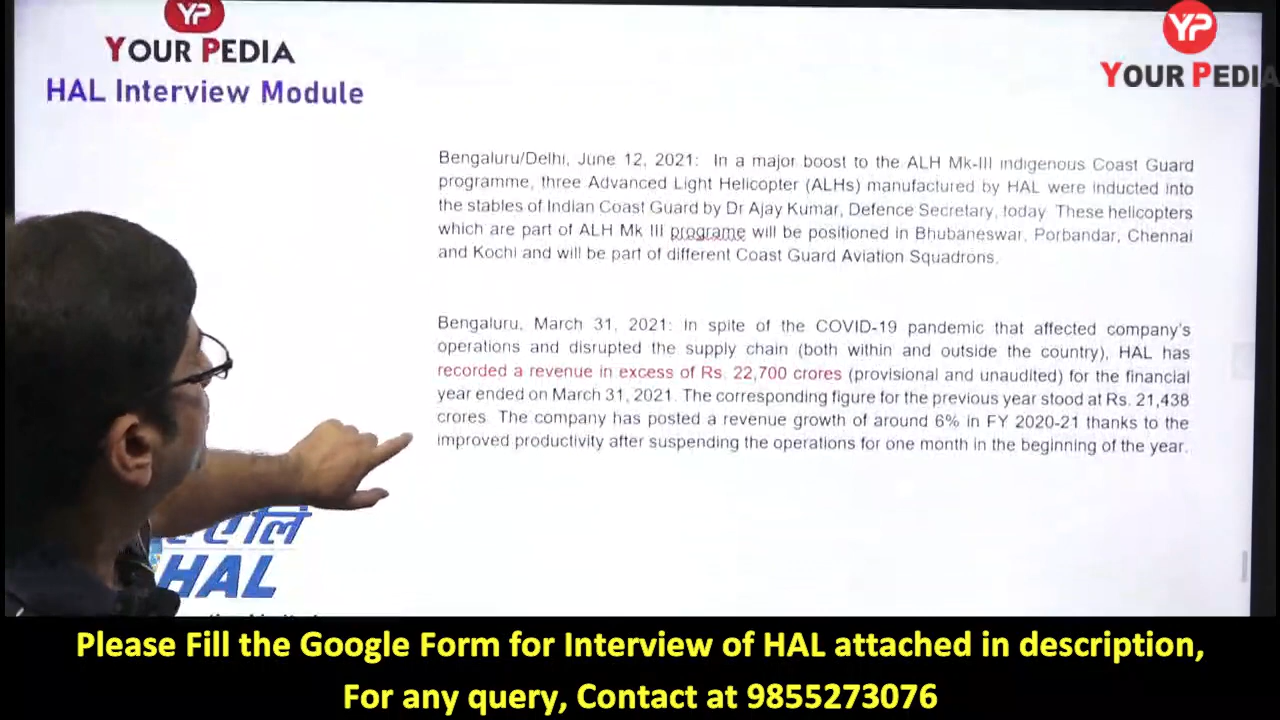 YP
YOUR PEDIA
HAL Interview Module
YP
YOUR PEDIA
Bengaluru/Delhi, June 12, 2021: In a major boost to the ALH Mk-III indigenous Coast Guard
programme, three Advanced Light Helicopter (ALHs) manufactured by HAL were inducted into
the stables of Indian Coast Guard by Dr Ajay Kumar, Defence Secretary, today. These helicopters
which are part of ALH Mk III programe will be positioned in Bhubaneswar, Porbandar, Chennai
and Kochi and will be part of different Coast Guard Aviation Squadrons.
Bengaluru, March 31, 2021: In spite of the COVID-19 pandemic that affected company's
operations and disrupted the supply chain (both within and outside the country), HAL has
recorded a revenue in excess of Rs. 22,700 crores (provisional and unaudited) for the financial
year ended on March 31, 2021. The corresponding figure for the previous year stood at Rs. 21,438
crores. The company has posted a revenue growth of around 6% in FY 2020-21 thanks to the
improved productivity after suspending the operations for one month in the beginning of the year.
HAL
Please Fill the Google Form for Interview of HAL attached in description,
For any query, Contact at 9855273076